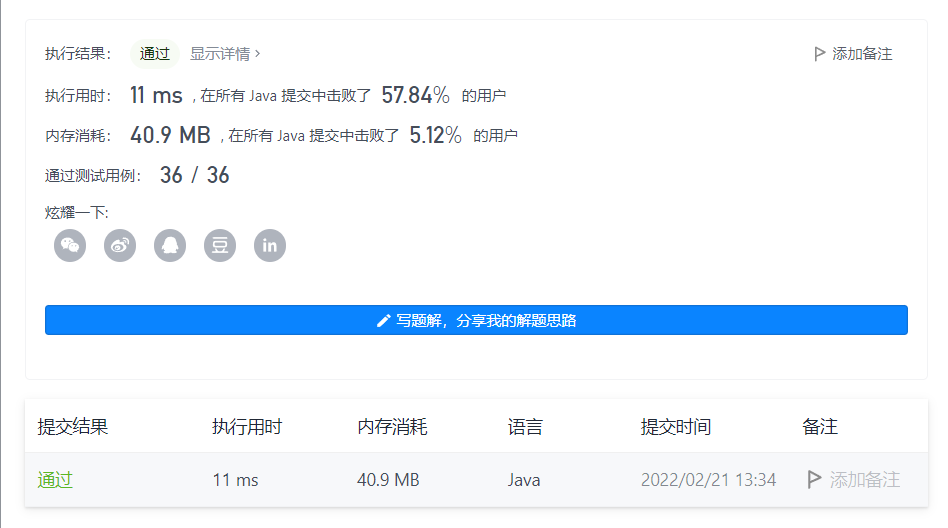 执行结果： 通过 显示详情 > 添加备注
执行用时： 11 ms , 在所有 Java 提交中击败了 57.84% 的用户
内存消耗： 40.9 MB , 在所有 Java 提交中击败了 5.12% 的用户
通过测试用例： 36 / 36
炫耀一下:
豆 in
写题解，分享我的解题思路
提交结果 执行用时 内存消耗 语言 提交时间 备注
通过 11 ms 40.9 MB Java 2022/02/21 13:34 添加备注